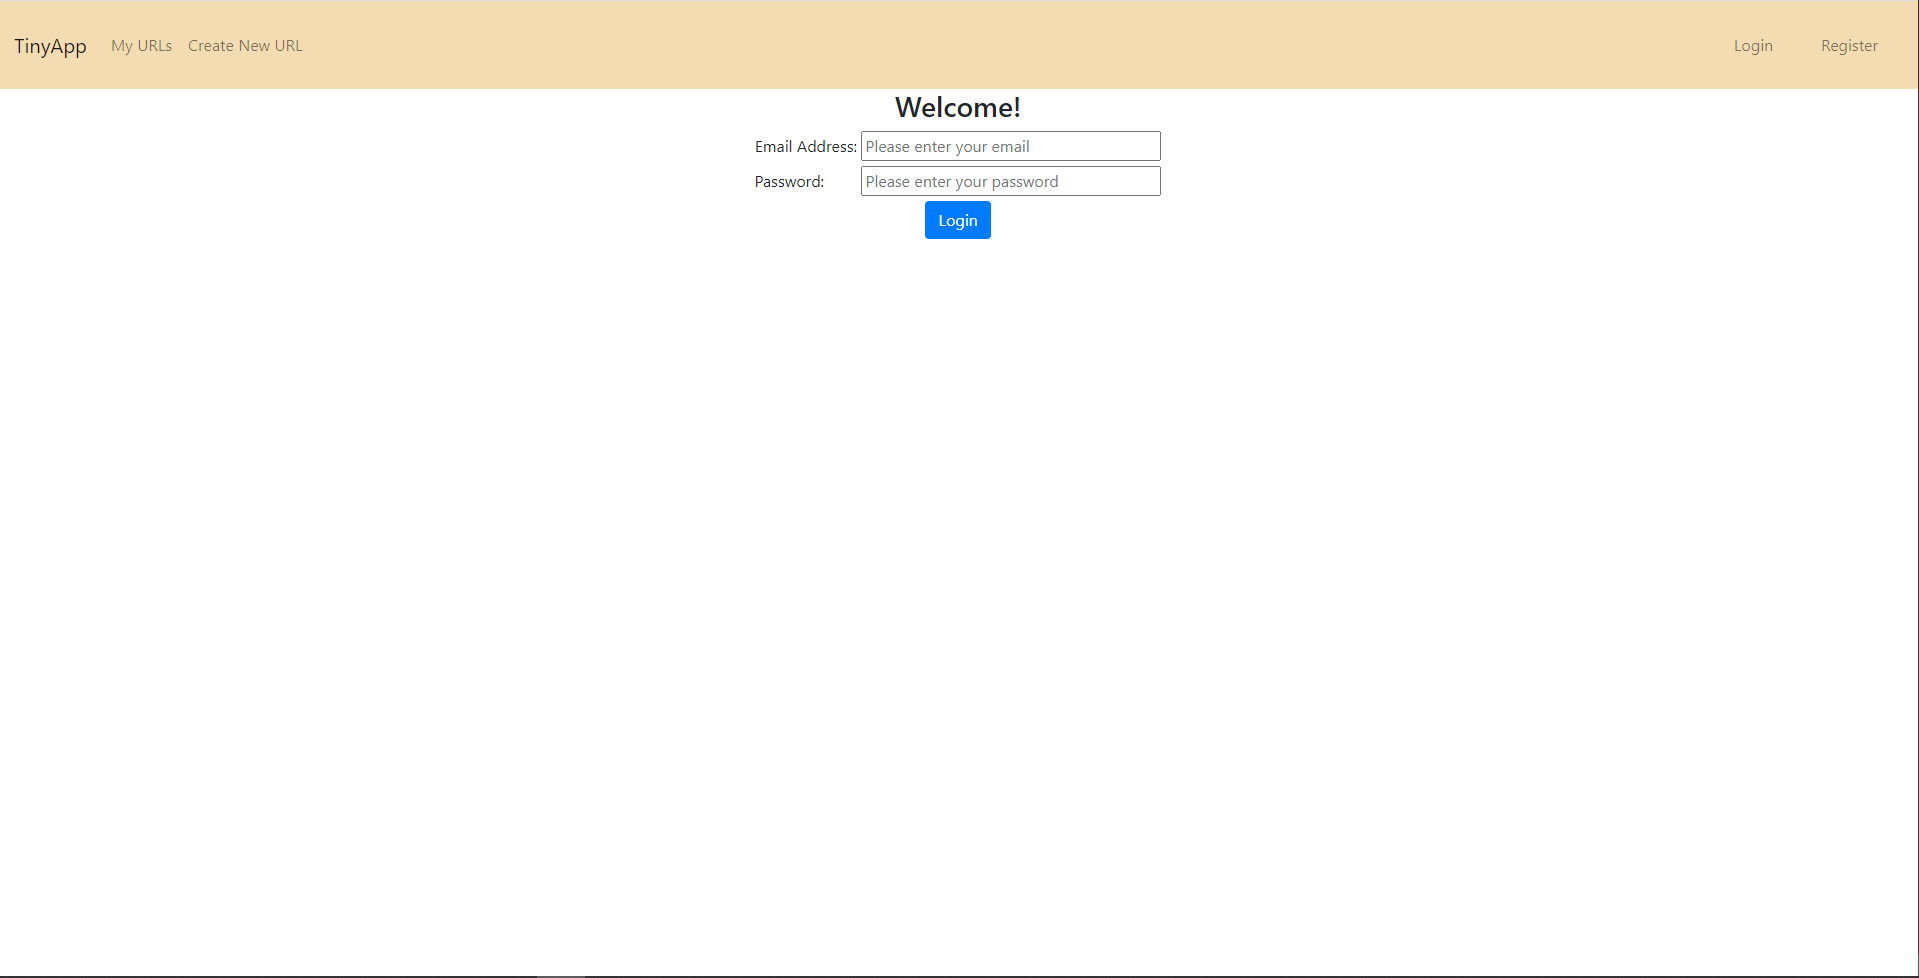 TinyApp My URLs Create New URL Login Register
Welcome!
Email Address: Please enter your email
Password: Please enter your password
Login